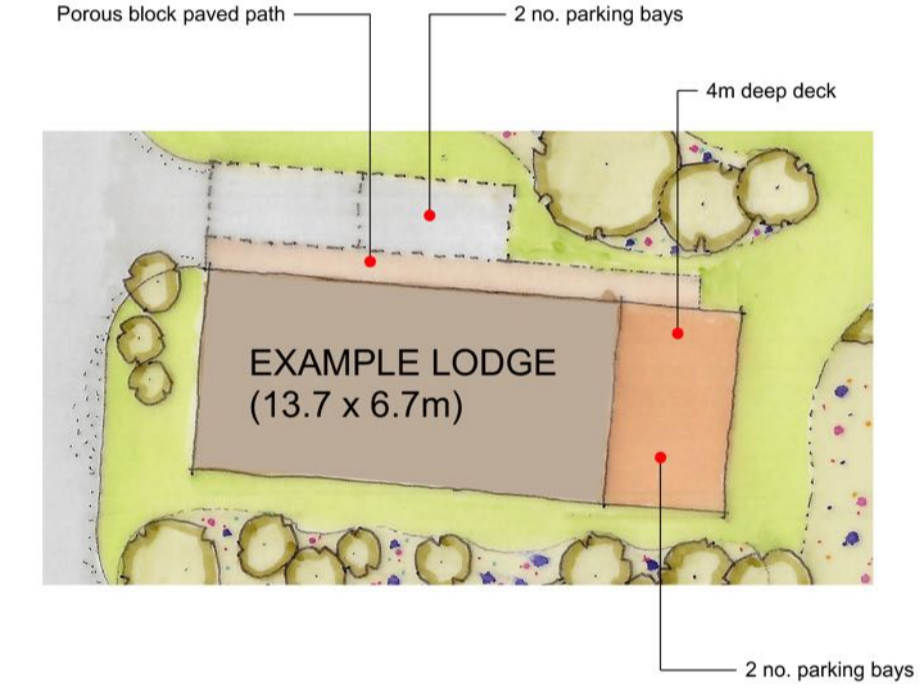 Porous block paved path
2 no. parking bays
4m deep deck
EXAMPLE LODGE
(13.7 x 6.7m)
2 no. parking bays